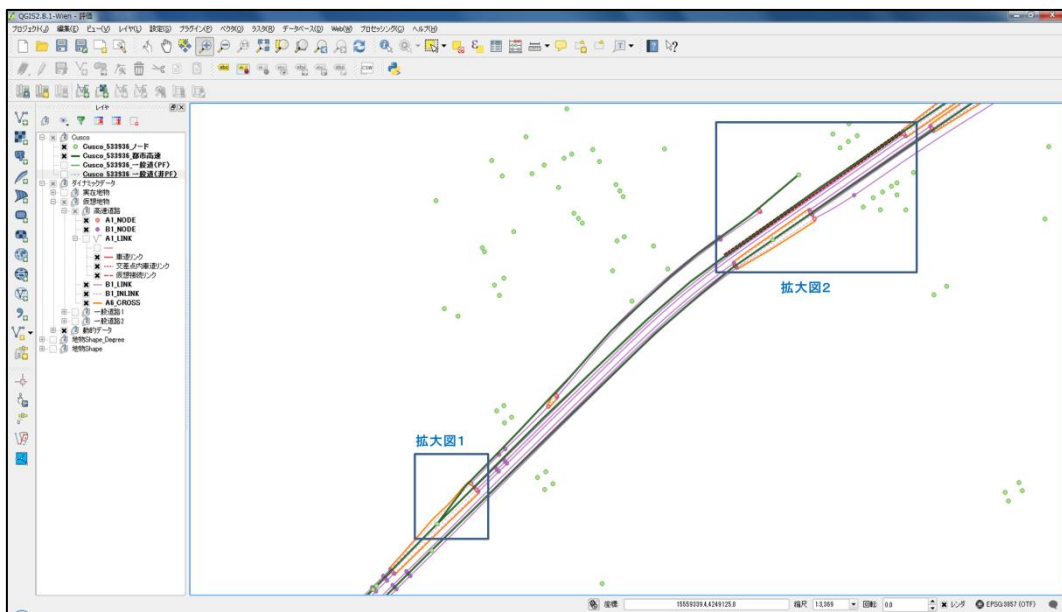 QGIS2.8.1-Wien - 評価
プロジェクト(J) 編集(E) ビュー(V) レイヤ(L) 設定(S) プラグイン(P) ベクタ(O) ラスタ(R) データベース(D) Web(W) プロセッシング(C) ヘルプ(H)
レイヤ
Cusco
Cusco_533936_ノード
Cusco_533936_都市高速
Cusco_533936_一般道(PF)
Cusco_533936_一般道(非PF)
ダイナミックデータ
実在地物
仮想地物
高速道路
A1_NODE
B1_NODE
A1_LINK
車道リンク
交差点内車道リンク
仮想接続リンク
B1_LINK
B1_INLINK
A6_CROSS
一般道路1
一般道路2
動的データ
地物Shape_Degree
地物Shape
拡大図2
拡大図1
座標: 15559339.4,4249125.8 縮尺 1:3,359 回転: 0.0 レンダ EPSG:3857 (OTF)